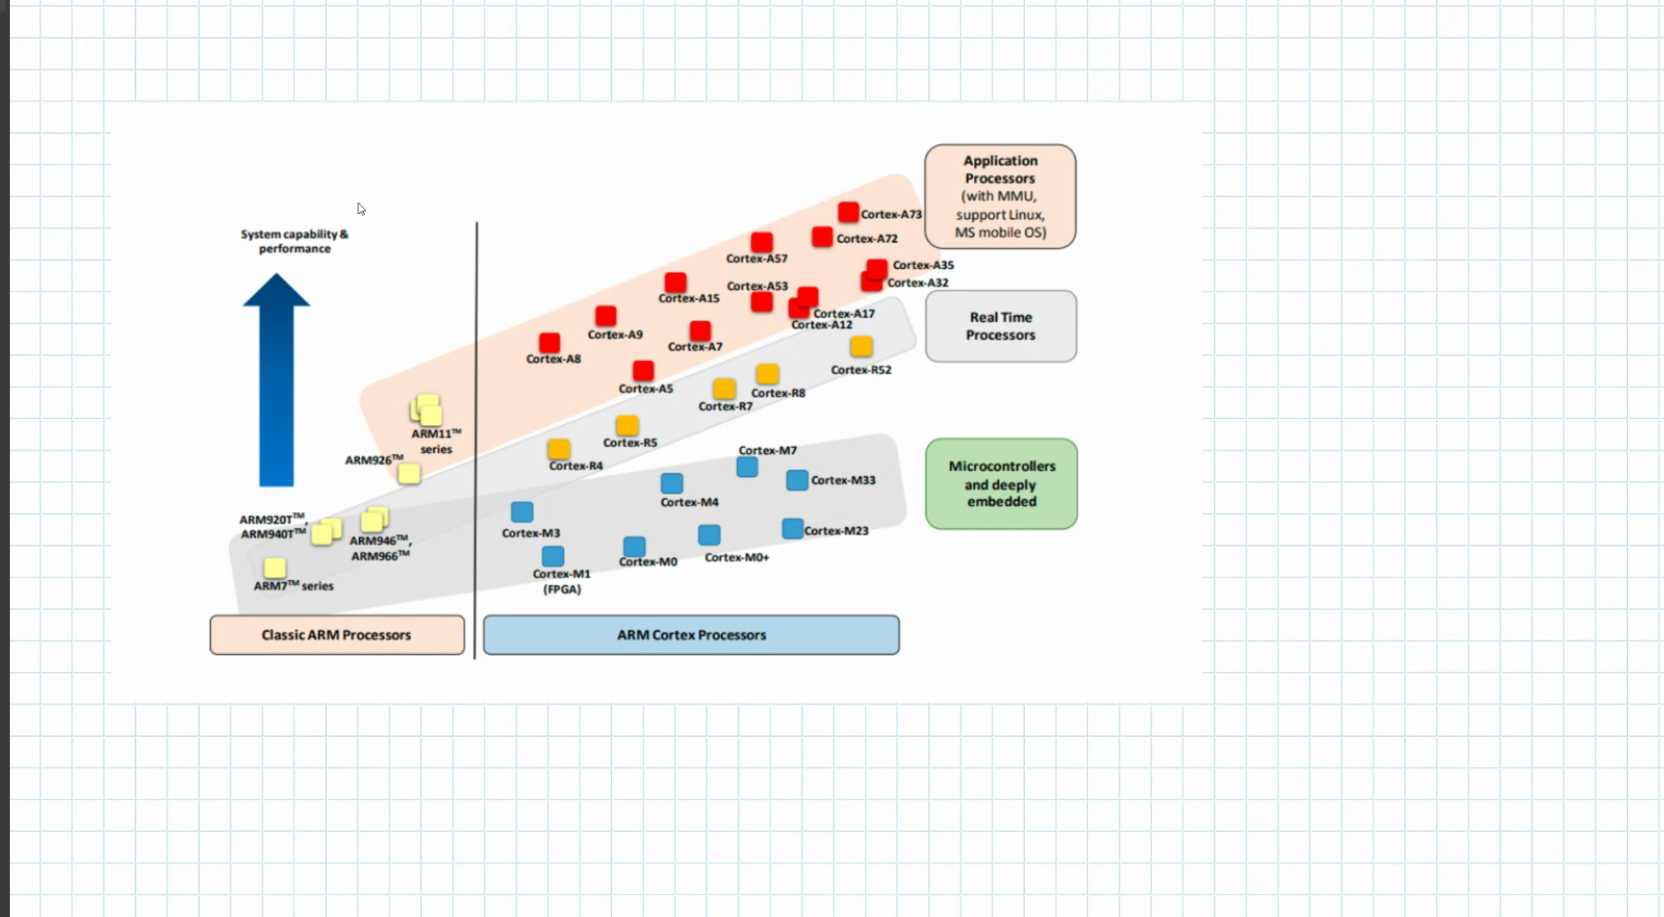 Application
Processors
(with MMU,
support Linux,
MS mobile OS)
System capability &
performance
Cortex-A73
Cortex-A72
Cortex-A57
Cortex-A35
Cortex-A32
Cortex-A53
Cortex-A15
Cortex-A17
Cortex-A12
Real Time
Processors
Cortex-A9
Cortex-A7
Cortex-A8
Cortex-A5
Cortex-R52
Cortex-R8
Cortex-R7
Cortex-R5
Cortex-R4
ARM11™
series
ARM926™
Cortex-M7
Cortex-M33
Cortex-M4
Microcontrollers
and deeply
embedded
ARM920T™,
ARM940T™
ARM946™,
ARM966™
Cortex-M3
Cortex-M23
Cortex-M0+
Cortex-M0
Cortex-M1
(FPGA)
ARM7™ series
Classic ARM Processors
ARM Cortex Processors